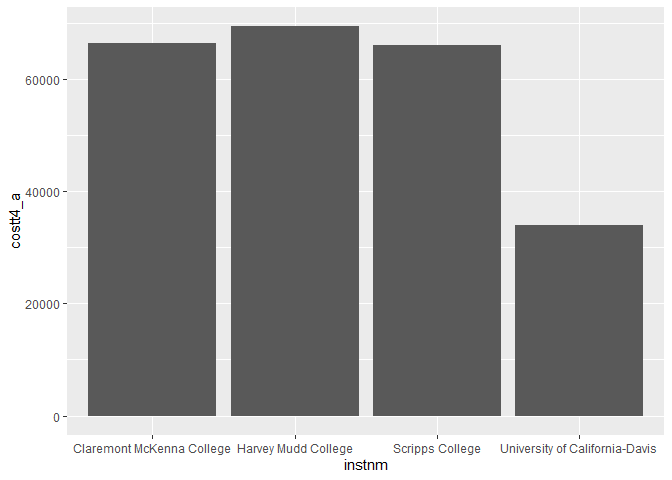 costt4_a
60000
40000
20000
0
Claremont McKenna College Harvey Mudd College Scripps College University of California-Davis
instnm